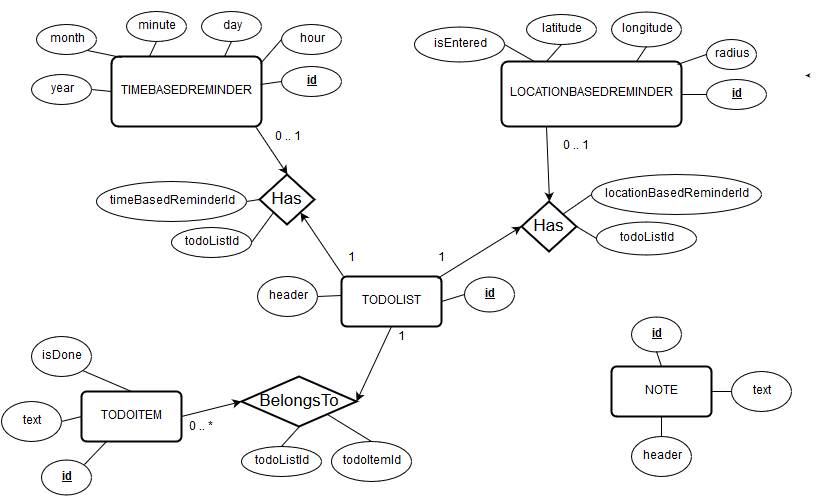 minute
day
month
hour
year
TIMEBASEDREMINDER
id
latitude
longitude
isEntered
radius
LOCATIONBASEDREMINDER
id
0 .. 1
0 .. 1
timeBasedReminderId
Has
todoListId
locationBasedReminderId
Has
todoListId
1
1
header
TODOLIST
id
1
isDone
text
TODOITEM
id
0 .. *
BelongsTo
todoListId
todoItemId
id
NOTE
text
header